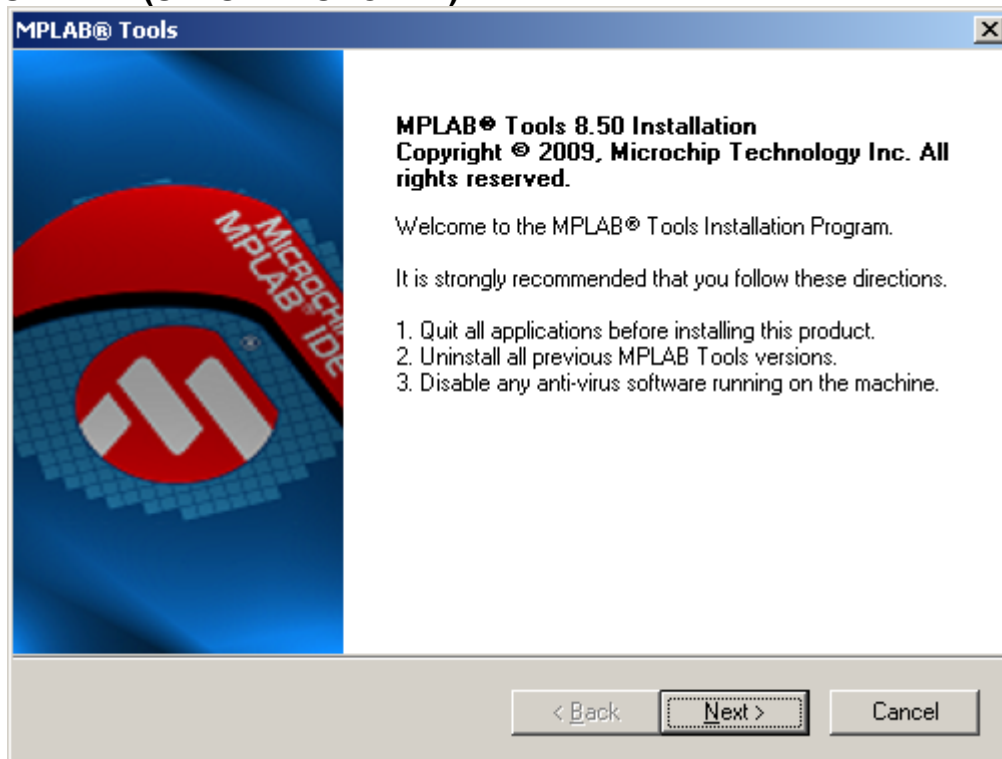 MPLAB® Tools
MPLAB® Tools 8.50 Installation
Copyright © 2009, Microchip Technology Inc. All
rights reserved.
Welcome to the MPLAB® Tools Installation Program.
It is strongly recommended that you follow these directions.
1. Quit all applications before installing this product.
2. Uninstall all previous MPLAB Tools versions.
3. Disable any anti-virus software running on the machine.
MPLAB® IDE
®
< Back
Next >
Cancel